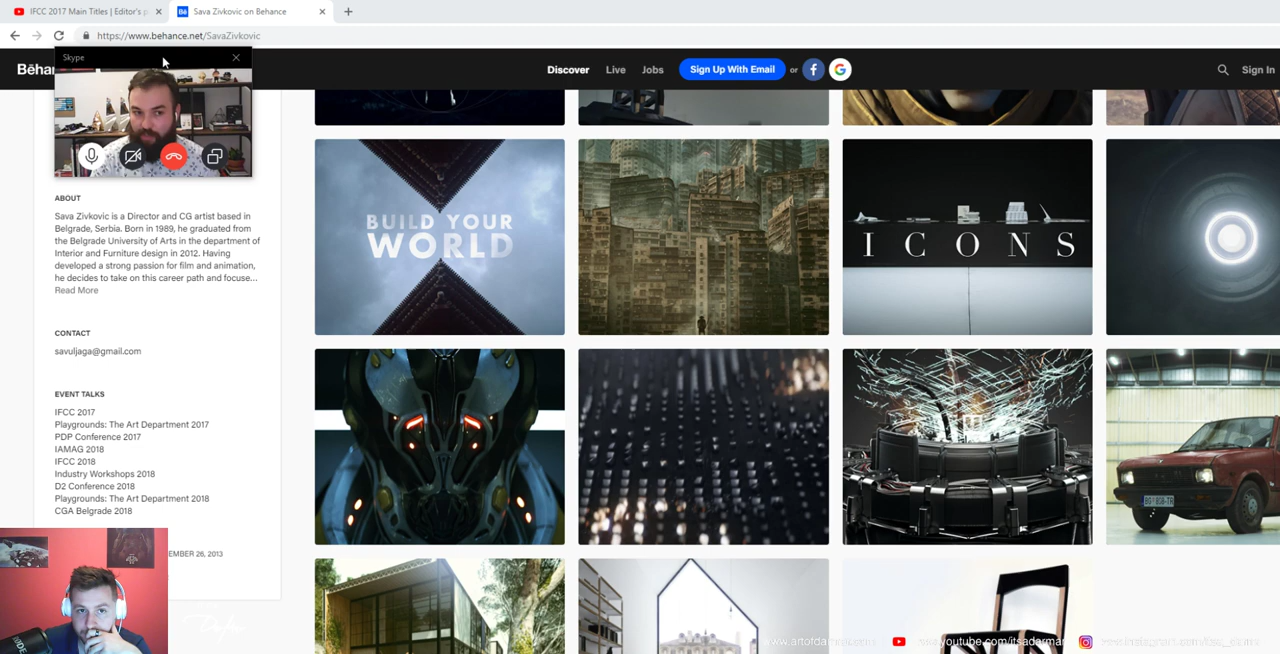 IFCC 2017 Main Titles | Editor's p
Sava Zivkovic on Behance
https://www.behance.net/SavaZivkovic
Skype
Bēha
Discover
Live
Jobs
Sign Up With Email
or
Sign In
ABOUT
Sava Zivkovic is a Director and CG artist based in
Belgrade, Serbia. Born in 1989, he graduated from
the Belgrade University of Arts in the department of
Interior and Furniture design in 2012. Having
developed a strong passion for film and animation,
he decides to take on this career path and focuse...
Read More
CONTACT
savuljaga@gmail.com
EVENT TALKS
IFCC 2017
Playgrounds: The Art Department 2017
PDP Conference 2017
IAMAG 2018
IFCC 2018
Industry Workshops 2018
D2 Conference 2018
Playgrounds: The Art Department 2018
CGA Belgrade 2018
EMBER 26, 2013
BUILD YOUR
WORLD
ICONS